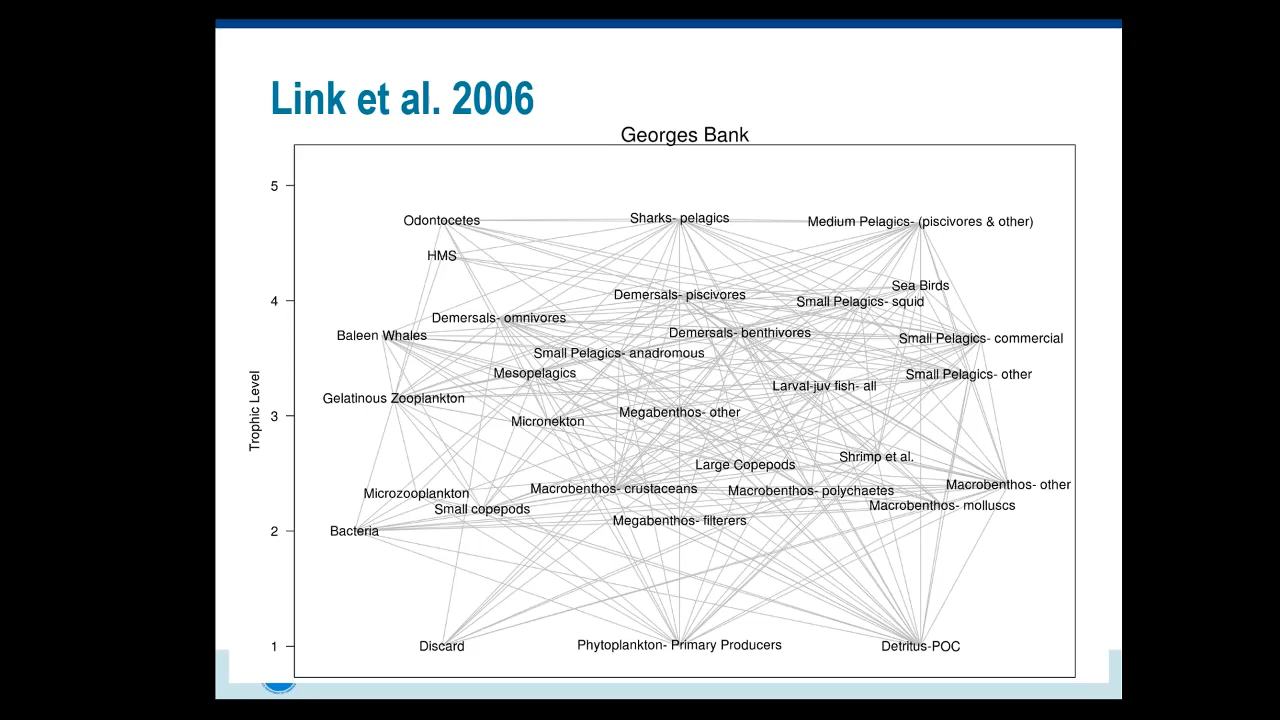 Link et al. 2006
Georges Bank
5
Odontocetes
Sharks- pelagics
Medium Pelagics- (piscivores & other)
HMS
Sea Birds
Demersals- piscivores
4
Small Pelagics- squid
Demersals- omnivores
Baleen Whales
Demersals- benthivores
Small Pelagics- commercial
Small Pelagics- anadromous
Mesopelagics
Small Pelagics- other
Larval-juv fish- all
Gelatinous Zooplankton
Trophic Level
3
Megabenthos- other
Micronekton
Shrimp et al.
Large Copepods
Macrobenthos- other
Microzooplankton
Macrobenthos- crustaceans
Macrobenthos- polychaetes
Small copepods
Macrobenthos- molluscs
Megabenthos- filterers
2
Bacteria
1
Discard
Phytoplankton- Primary Producers
Detritus-POC